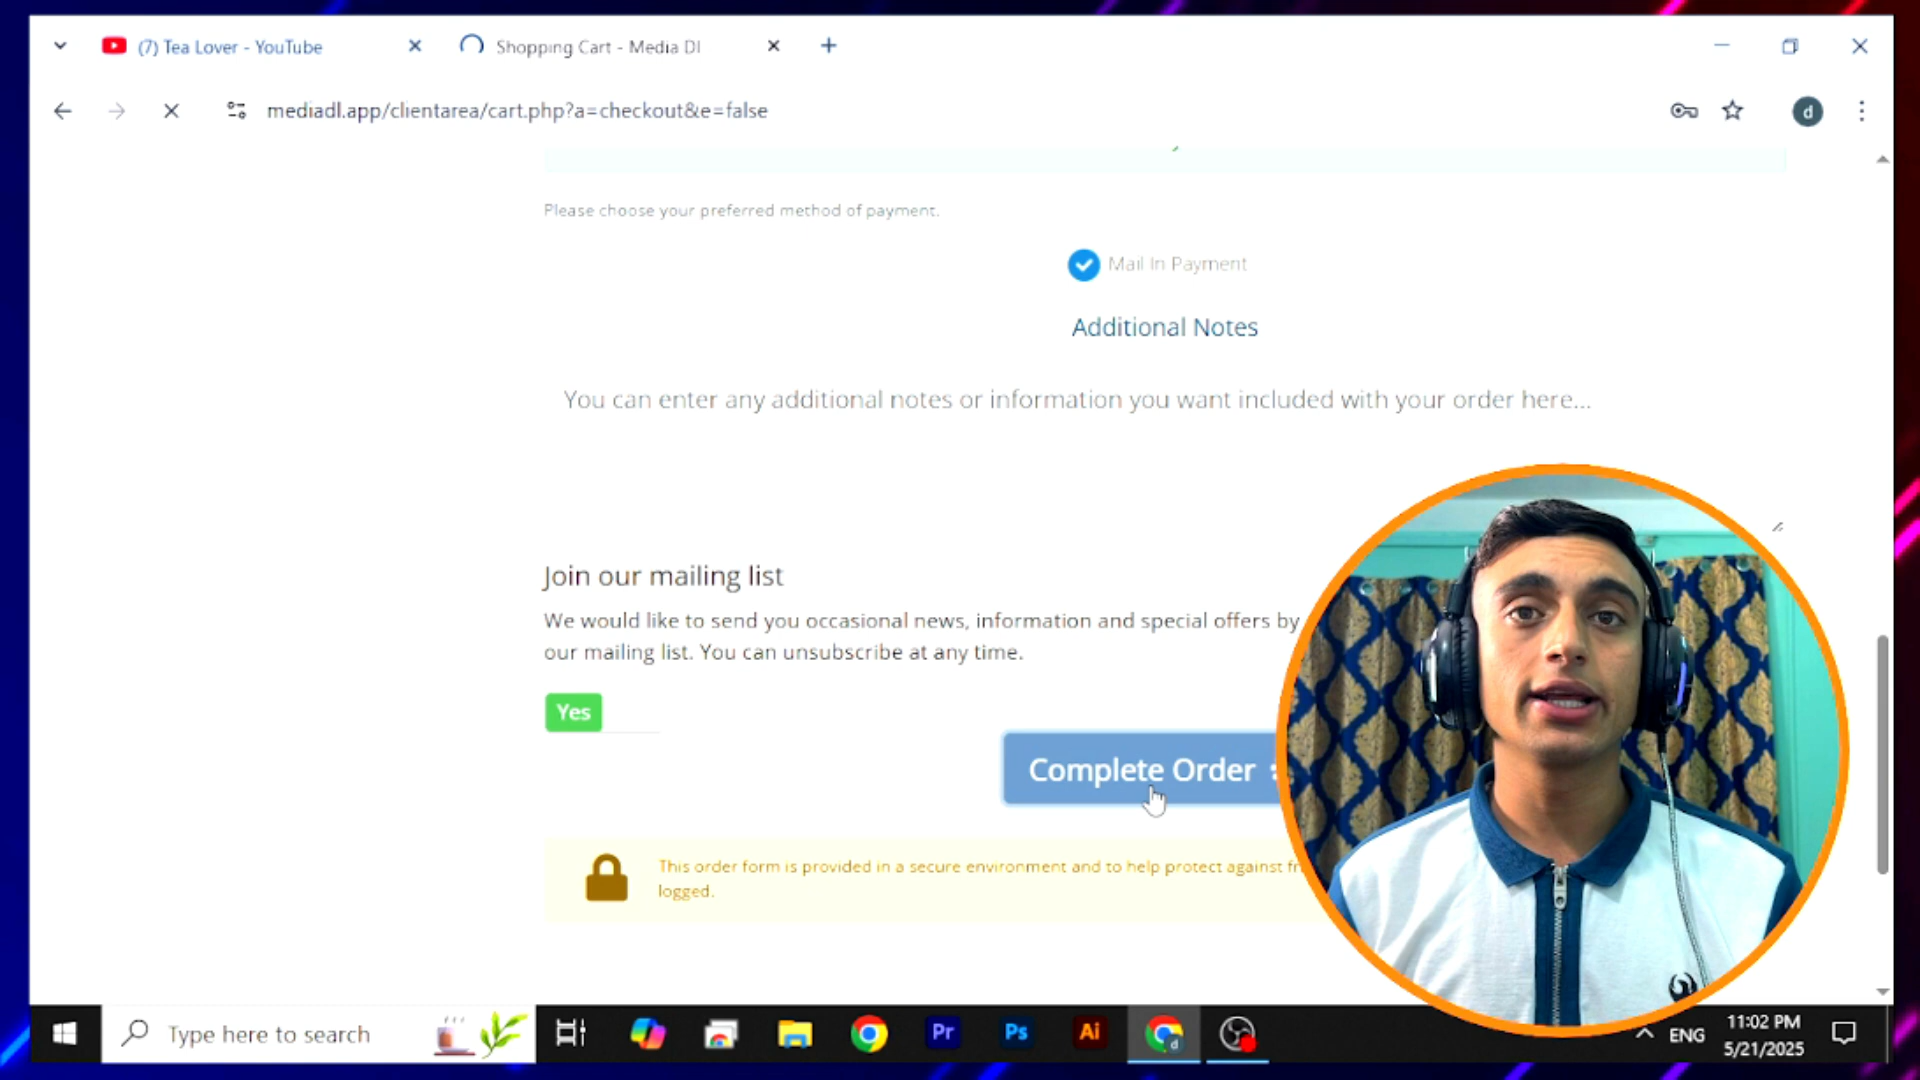 (7) Tea Lover - YouTube
Shopping Cart - Media Dl
mediadl.app/clientarea/cart.php?a=checkout&e=false
d
Please choose your preferred method of payment.
Mail In Payment
Additional Notes
You can enter any additional notes or information you want included with your order here...
Join our mailing list
We would like to send you occasional news, information and special offers by
our mailing list. You can unsubscribe at any time.
Yes
Complete Order
This order form is provided in a secure environment and to help protect against
logged.
Type here to search
Pr
Ps
Ai
d
ENG
11:02 PM
5/21/2025